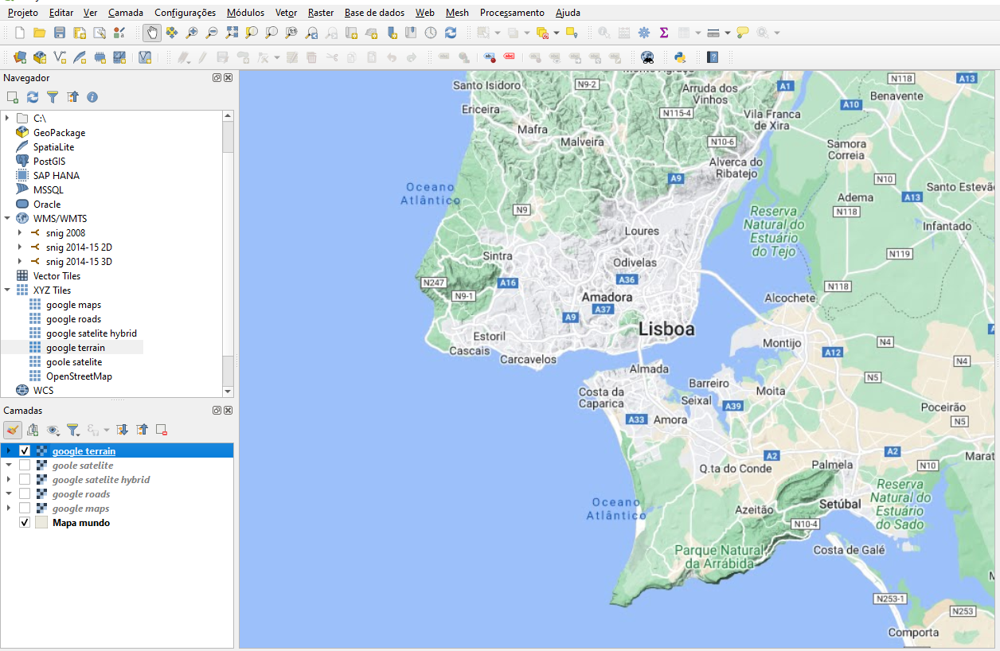 Projeto Editar Ver Camada Configurações Módulos Vetor Raster Base de dados Web Mesh Processamento Ajuda
Navegador
C:\
GeoPackage
SpatiaLite
PostGIS
SAP HANA
MSSQL
Oracle
WMS/WMTS
snig 2008
snig 2014-15 2D
snig 2014-15 3D
Vector Tiles
XYZ Tiles
google maps
google roads
google satelite hybrid
google terrain
goole satelite
OpenStreetMap
WCS
Camadas
google terrain
goole satelite
google satelite hybrid
google roads
google maps
Mapa mundo
Santo Isidoro
N9-2
Arruda dos
Vinhos
A1
N118
A13
Benavente
A10
Ericeira
N115-4
Vila Franca
de Xira
Mafra
Malveira
N10-6
Samora
Correia
Alverca do
Ribatejo
A9
N10
Oceano
Atlântico
Santo Estevã
Adema
A13
N9
N118
Reserva
Natural do
Estuário
do Tejo
Infantado
Loures
Sintra
Odivelas
N119
N247
A16
A36
N118
N9-1
Amadora
Alcochete
A37
A9
Lisboa
Estoril
Cascais
Carcavelos
Montijo
N4
A12
N4
Almada
N5
Costa da
Caparica
Barreiro
Moita
Seixal
A39
Poceirão
A33
Amora
N5
A2
A2
Marat
Q.ta do Conde
Palmela
N10
Reserva
Natural do
Estuário
do Sado
Oceano
Atlântico
Azeitão
Setúbal
N10-4
Parque Natural
da Arrábida
Costa de Galé
N253-1
N253
Comporta